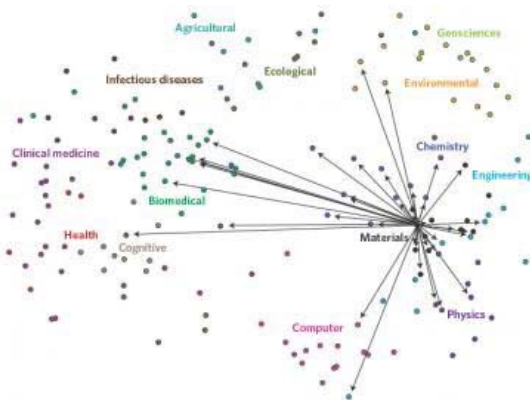 Agricultural
Geosciences
Ecological
Infectious diseases
Environmental
Chemistry
Clinical medicine
Engineering
Biomedical
Health
Materials
Cognitive
Physics
Computer